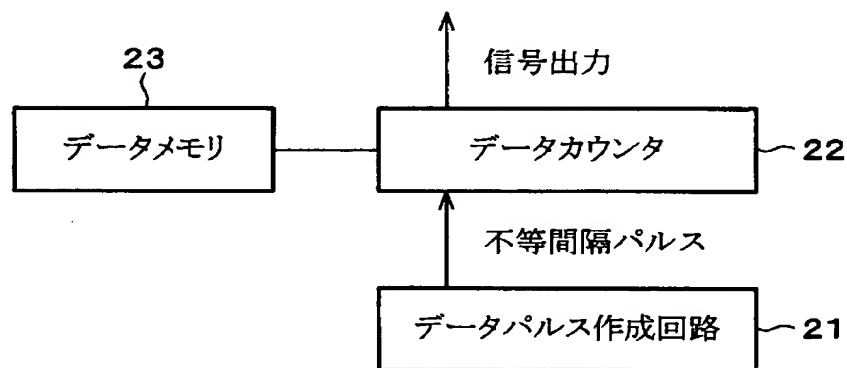 信号出力
23
データメモリ
データカウンタ
22
不等間隔パルス
データパルス作成回路
21